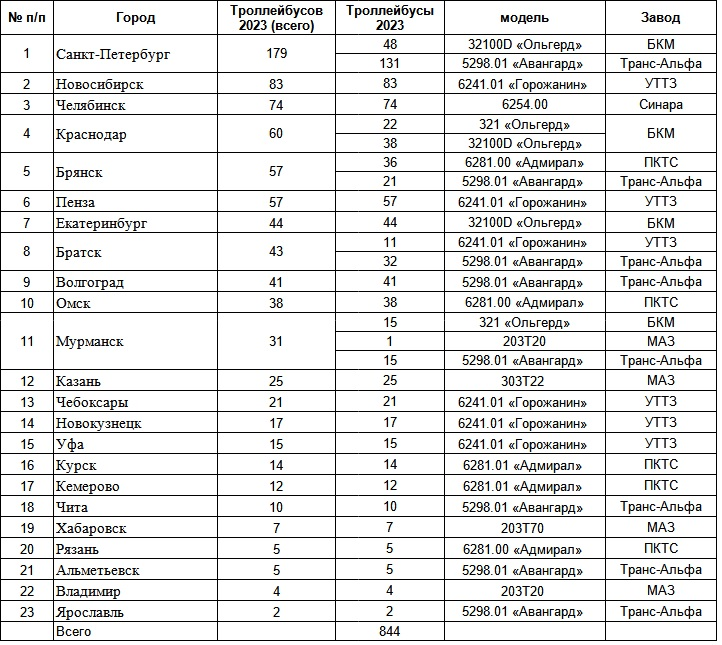 № п/п Город Троллейбусов 2023 (всего) Троллейбусы 2023 модель Завод
1 Санкт-Петербург 179 48 32100D «Ольгерд» БКМ
131 5298.01 «Авангард» Транс-Альфа
2 Новосибирск 83 83 6241.01 «Горожанин» УТТЗ
3 Челябинск 74 74 6254.00 Синара
4 Краснодар 60 22 321 «Ольгерд» БКМ
38 32100D «Ольгерд»
5 Брянск 57 36 6281.00 «Адмирал» ПКТС
21 5298.01 «Авангард» Транс-Альфа
6 Пенза 57 57 6241.01 «Горожанин» УТТЗ
7 Екатеринбург 44 44 32100D «Ольгерд» БКМ
8 Братск 43 11 6241.01 «Горожанин» УТТЗ
32 5298.01 «Авангард» Транс-Альфа
9 Волгоград 41 41 5298.01 «Авангард» Транс-Альфа
10 Омск 38 38 6281.00 «Адмирал» ПКТС
11 Мурманск 31 15 321 «Ольгерд» БКМ
1 203Т20 МАЗ
15 5298.01 «Авангард» Транс-Альфа
12 Казань 25 25 303Т22 МАЗ
13 Чебоксары 21 21 6241.01 «Горожанин» УТТЗ
14 Новокузнецк 17 17 6241.01 «Горожанин» УТТЗ
15 Уфа 15 15 6241.01 «Горожанин» УТТЗ
16 Курск 14 14 6281.01 «Адмирал» ПКТС
17 Кемерово 12 12 6281.01 «Адмирал» ПКТС
18 Чита 10 10 5298.01 «Авангард» Транс-Альфа
19 Хабаровск 7 7 203Т70 МАЗ
20 Рязань 5 5 6281.00 «Адмирал» ПКТС
21 Альметьевск 5 5 5298.01 «Авангард» Транс-Альфа
22 Владимир 4 4 203Т20 МАЗ
23 Ярославль 2 2 5298.01 «Авангард» Транс-Альфа
Всего 844